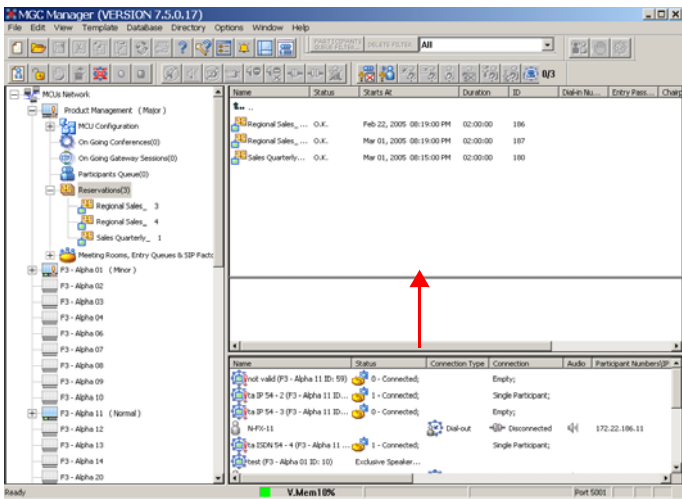 MGC Manager (VERSION 7.5.0.17)
File Edit View Template DataBase Directory Options Window Help
PARTICIPANTS QUEUE FILTER... DELETE FILTER All
0/3
MCUs Network
Product Management (Major)
MCU Configuration
On Going Conferences(0)
On Going Gateway Sessions(0)
Participants Queue(0)
Reservations(3)
Regional Sales_ 3
Regional Sales_ 4
Sales Quarterly_ 1
Meeting Rooms, Entry Queues & SIP Facto
F3 - Alpha 01 (Minor)
F3 - Alpha 02
F3 - Alpha 03
F3 - Alpha 04
F3 - Alpha 06
F3 - Alpha 07
F3 - Alpha 08
F3 - Alpha 09
F3 - Alpha 10
F3 - Alpha 11 (Normal)
F3 - Alpha 12
F3 - Alpha 13
F3 - Alpha 14
F3 - Alpha 20
Name Status Starts At Duration ID Dial-in Nu... Entry Pass... Chairp
..
Regional Sales_... O.K. Feb 22, 2005 08:19:00 PM 02:00:00 186
Regional Sales_... O.K. Mar 01, 2005 08:19:00 PM 02:00:00 187
Sales Quarterly... O.K. Mar 01, 2005 08:15:00 PM 02:00:00 180
Name Status Connection Type Connection Audio Participant Numbers\IP
not valid (F3 - Alpha 11 ID: 59) 0 - Connected; Empty;
ta IP 54 - 2 (F3 - Alpha 11 ID... 1 - Connected; Single Participant;
ta IP 54 - 3 (F3 - Alpha 11 ID... 0 - Connected; Empty;
N-FX-11 Dial-out Disconnected 172.22.186.11
ta ISDN 54 - 4 (F3 - Alpha 11 ... 1 - Connected; Single Participant;
test (F3 - Alpha 01 ID: 10) Exclusive Speaker...
Ready V.Mem10% Port 5001